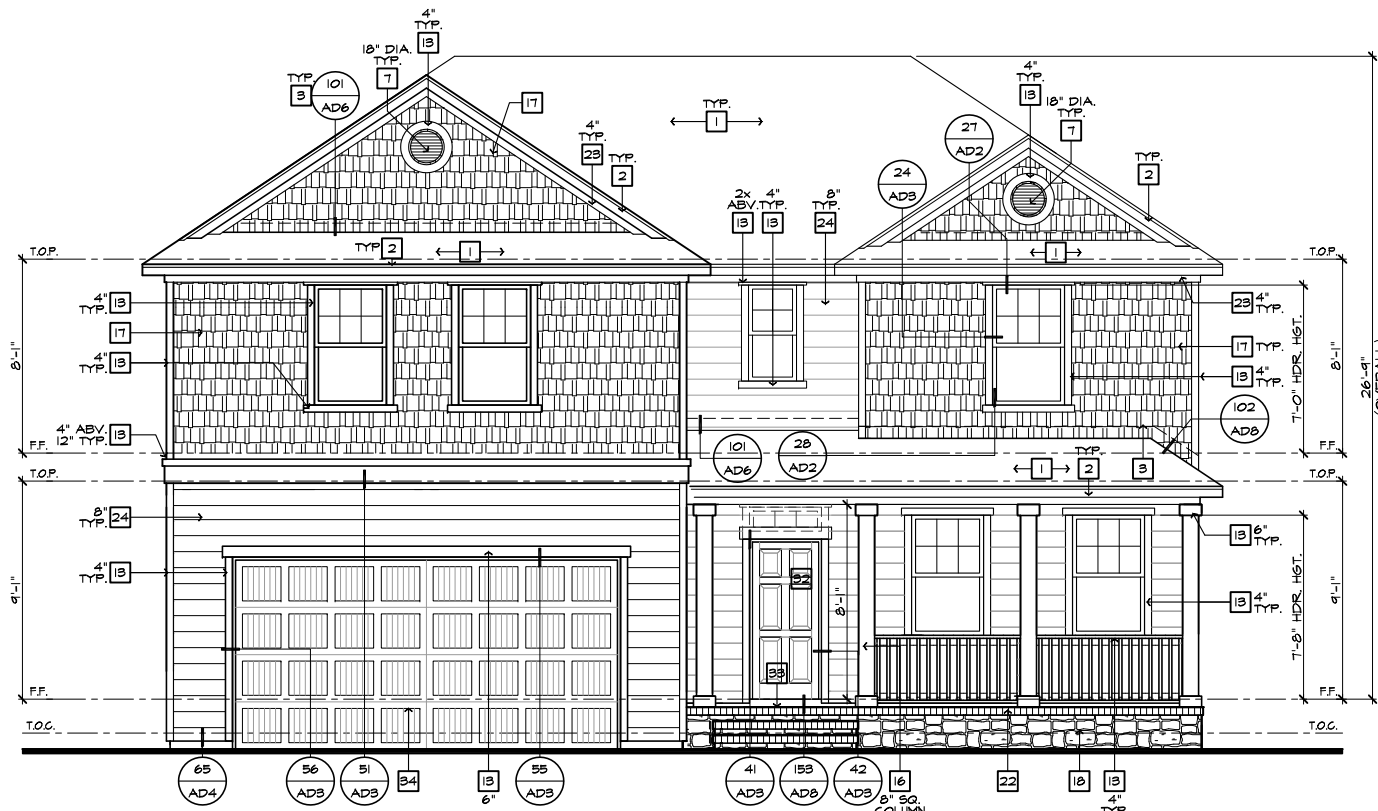 4"
TYP.
13
18" DIA.
TYP.
7
TYP.
3
101
AD6
17
4"
TYP.
23
TYP.
2
TYP.
1
27
AD2
24
AD3
4"
TYP.
13
18" DIA.
TYP.
7
TYP.
2
2x
ABV.
13
4"
TYP.
13
8"
TYP.
24
T.O.P.
TYP.
2
1
1
T.O.P.
4"
TYP.
13
17
4"
TYP.
13
8'-1"
4" ABV.
12" TYP.
13
F.F.
T.O.P.
23
4"
TYP.
17
TYP.
13
4"
TYP.
7'-0" HDR. HGT.
8'-1"
26'-9"
102
AD8
F.F.
T.O.P.
101
AD6
28
AD2
1
TYP.
2
3
8"
TYP.
24
4"
TYP.
13
9'-1"
F.F.
T.O.C.
32
8'-1"
33
13
6"
TYP.
13
4"
TYP.
7'-8" HDR. HGT.
9'-1"
F.F.
T.O.C.
65
AD4
56
AD3
51
AD3
34
13
6"
55
AD3
41
AD3
153
AD8
42
AD3
16
8" SQ.
COLUMN
22
18
13
4"
TYP.